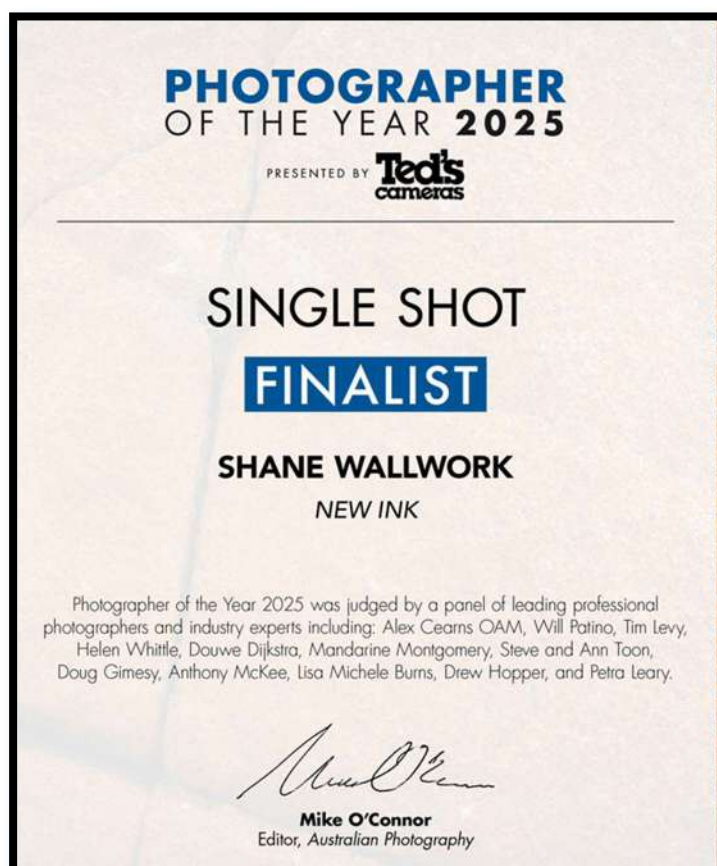 PHOTOGRAPHER
OF THE YEAR 2025
PRESENTED BY Ted's
cameras
SINGLE SHOT
FINALIST
SHANE WALLWORK
NEW INK
Photographer of the Year 2025 was judged by a panel of leading professional
photographers and industry experts including: Alex Cearns OAM, Will Patino, Tim Levy,
Helen Whittle, Douwe Dijkstra, Mandarine Montgomery, Steve and Ann Toon,
Doug Gimesy, Anthony McKee, Lisa Michele Burns, Drew Hopper, and Petra Leary.
Mike O'Connor
Editor, Australian Photography